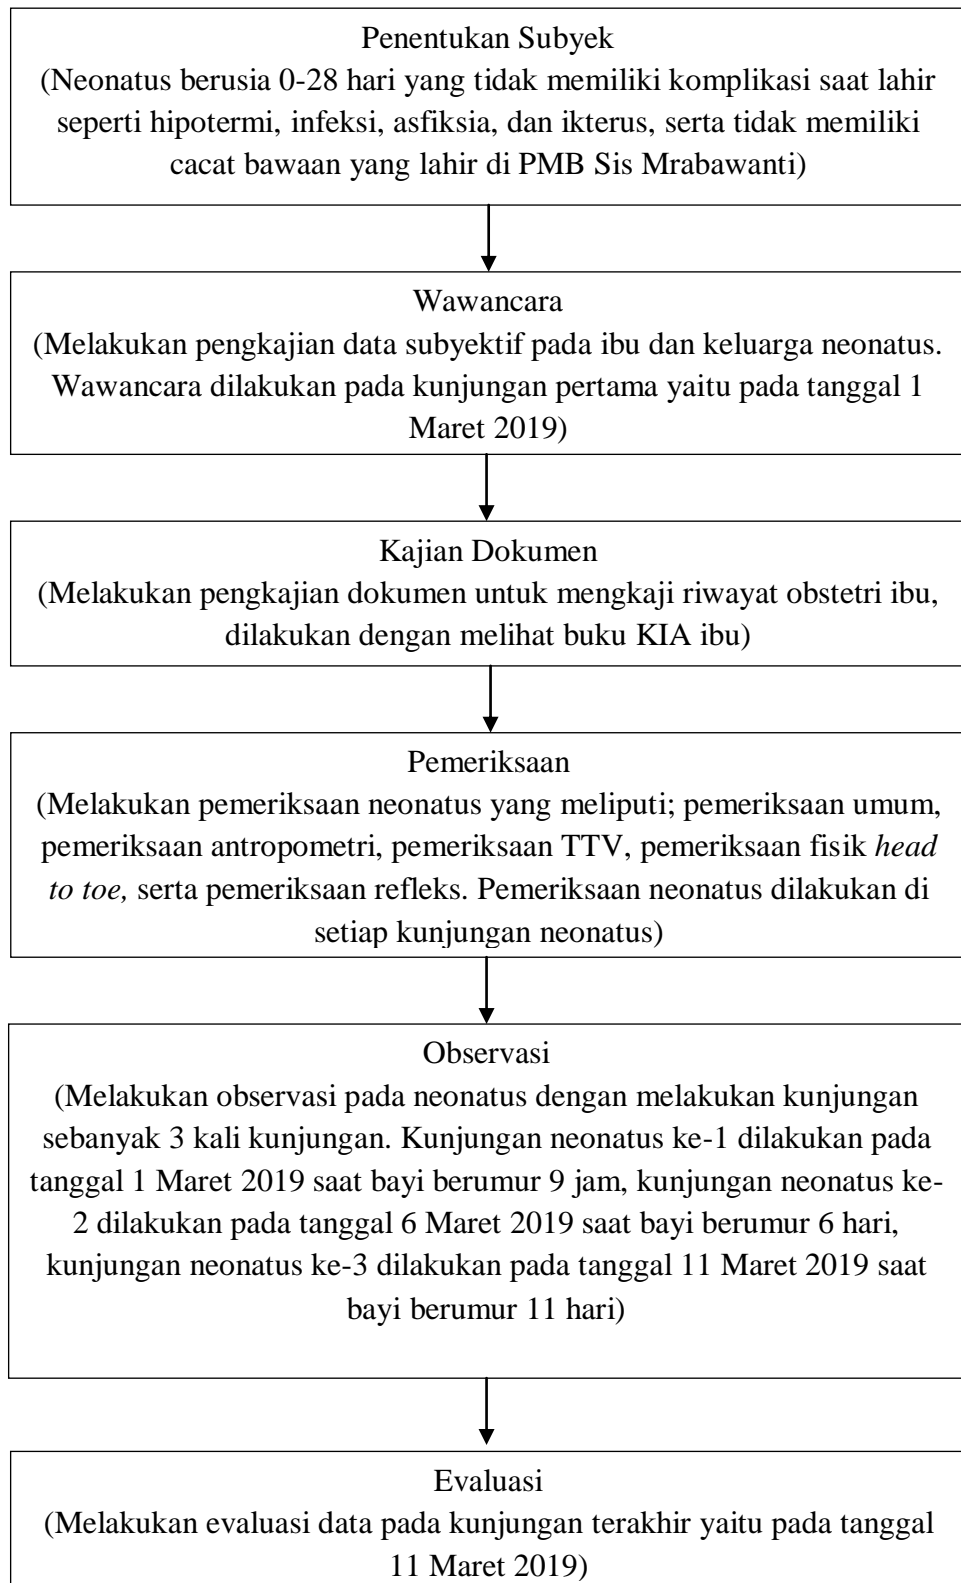 Penentukan Subyek
(Neonatus berusia 0-28 hari yang tidak memiliki komplikasi saat lahir
seperti hipotermi, infeksi, asfiksia, dan ikterus, serta tidak memiliki
cacat bawaan yang lahir di PMB Sis Mrabawanti)
Wawancara
(Melakukan pengkajian data subyektif pada ibu dan keluarga neonatus.
Wawancara dilakukan pada kunjungan pertama yaitu pada tanggal 1
Maret 2019)
Kajian Dokumen
(Melakukan pengkajian dokumen untuk mengkaji riwayat obstetri ibu,
dilakukan dengan melihat buku KIA ibu)
Pemeriksaan
(Melakukan pemeriksaan neonatus yang meliputi; pemeriksaan umum,
pemeriksaan antropometri, pemeriksaan TTV, pemeriksaan fisik head
to toe, serta pemeriksaan refleks. Pemeriksaan neonatus dilakukan di
setiap kunjungan neonatus)
Observasi
(Melakukan observasi pada neonatus dengan melakukan kunjungan
sebanyak 3 kali kunjungan. Kunjungan neonatus ke-1 dilakukan pada
tanggal 1 Maret 2019 saat bayi berumur 9 jam, kunjungan neonatus ke-
2 dilakukan pada tanggal 6 Maret 2019 saat bayi berumur 6 hari,
kunjungan neonatus ke-3 dilakukan pada tanggal 11 Maret 2019 saat
bayi berumur 11 hari)
Evaluasi
(Melakukan evaluasi data pada kunjungan terakhir yaitu pada tanggal
11 Maret 2019)